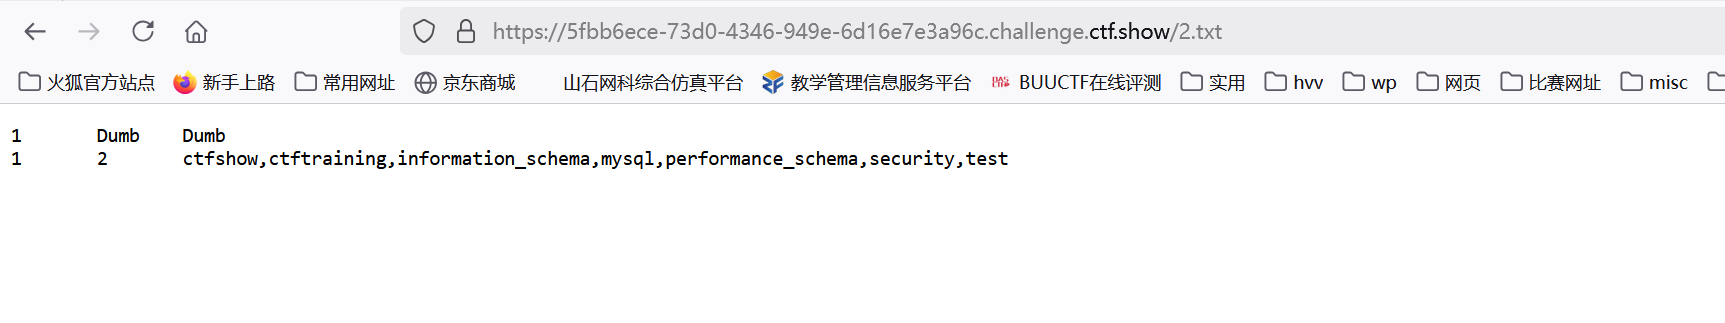 https://5fbb6ece-73d0-4346-949e-6d16e7e3a96c.challenge.ctf.show/2.txt
火狐官方站点 新手上路 常用网址 京东商城 山石网科综合仿真平台 教学管理信息服务平台 BUUCTF在线评测 实用 hvv wp 网页 比赛网址 misc
1 Dumb Dumb
1 2 ctfshow,ctftraining,information_schema,mysql,performance_schema,security,test